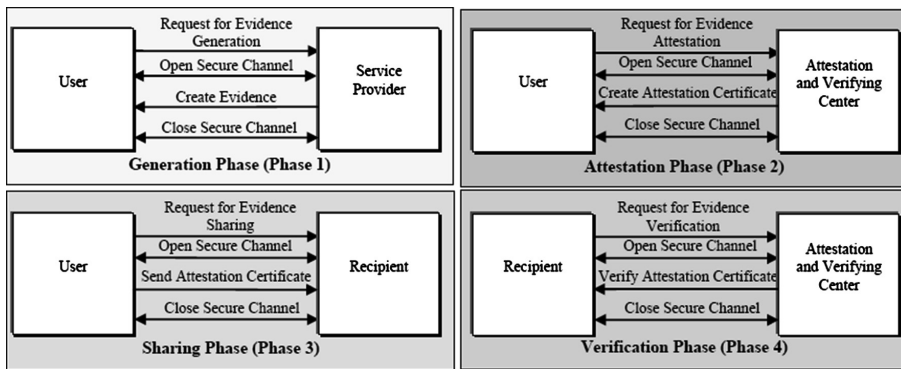 Request for Evidence
Generation
User
Open Secure Channel
Service
Provider
Create Evidence
Close Secure Channel
Generation Phase (Phase 1)
Request for Evidence
Attestation
User
Open Secure Channel
Attestation
and Verifying
Center
Create Attestation Certificate
Close Secure Channel
Attestation Phase (Phase 2)
Request for Evidence
Sharing
User
Open Secure Channel
Recipient
Send Attestation Certificate
Close Secure Channel
Sharing Phase (Phase 3)
Request for Evidence
Verification
Recipient
Open Secure Channel
Attestation
and Verifying
Center
Verify Attestation Certificate
Close Secure Channel
Verification Phase (Phase 4)